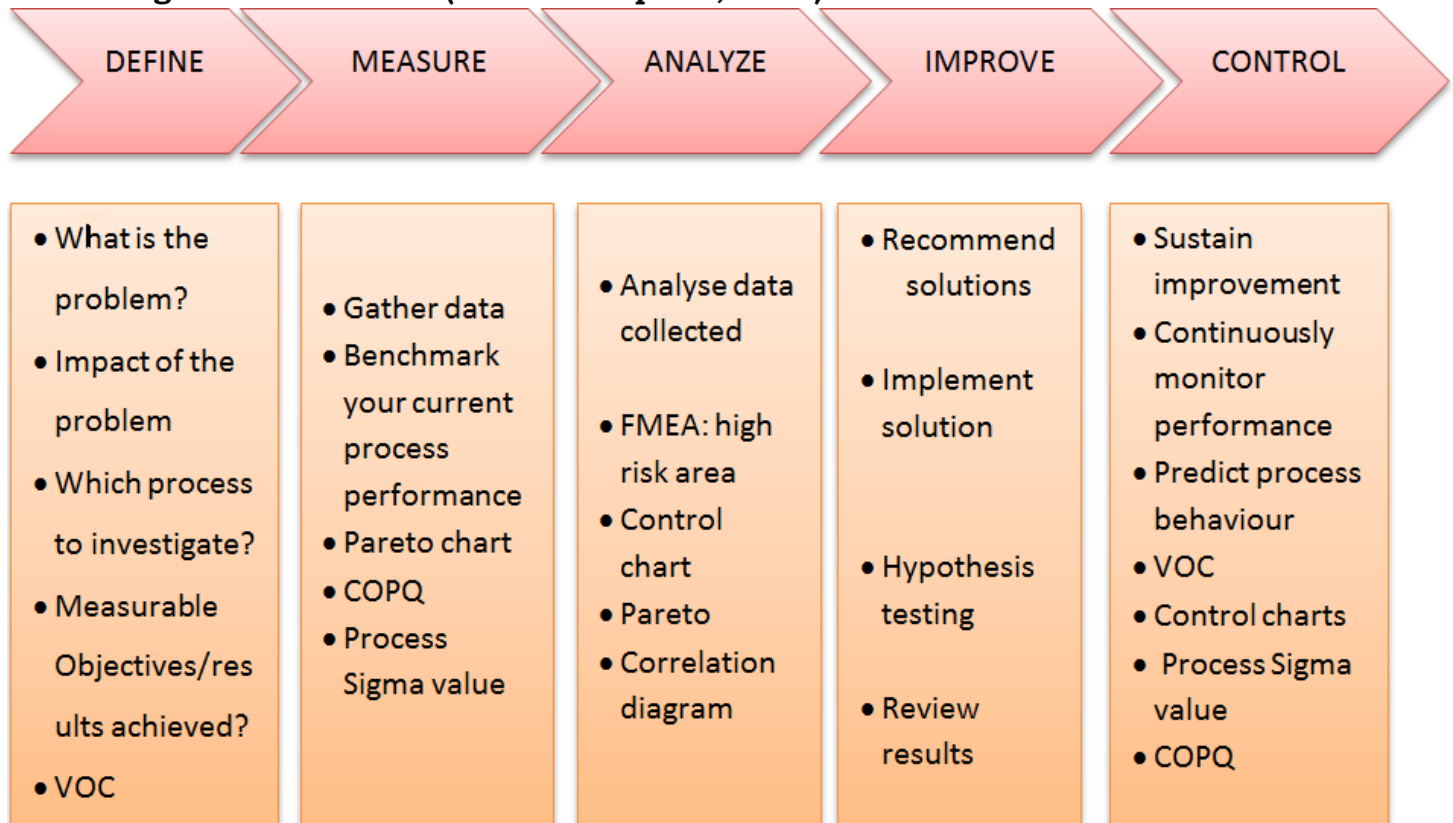 DEFINE
MEASURE
ANALYZE
IMPROVE
CONTROL
• What is the
problem?
• Impact of the
problem
• Which process
to investigate?
• Measurable
Objectives/res
ults achieved?
• VOC
• Gather data
• Benchmark
your current
process
performance
• Pareto chart
• COPQ
• Process
Sigma value
• Analyse data
collected
• FMEA: high
risk area
• Control
chart
• Pareto
• Correlation
diagram
• Recommend
solutions
• Implement
solution
• Hypothesis
testing
• Review
results
• Sustain
improvement
• Continuously
monitor
performance
• Predict process
behaviour
• VOC
• Control charts
• Process Sigma
value
• COPQ